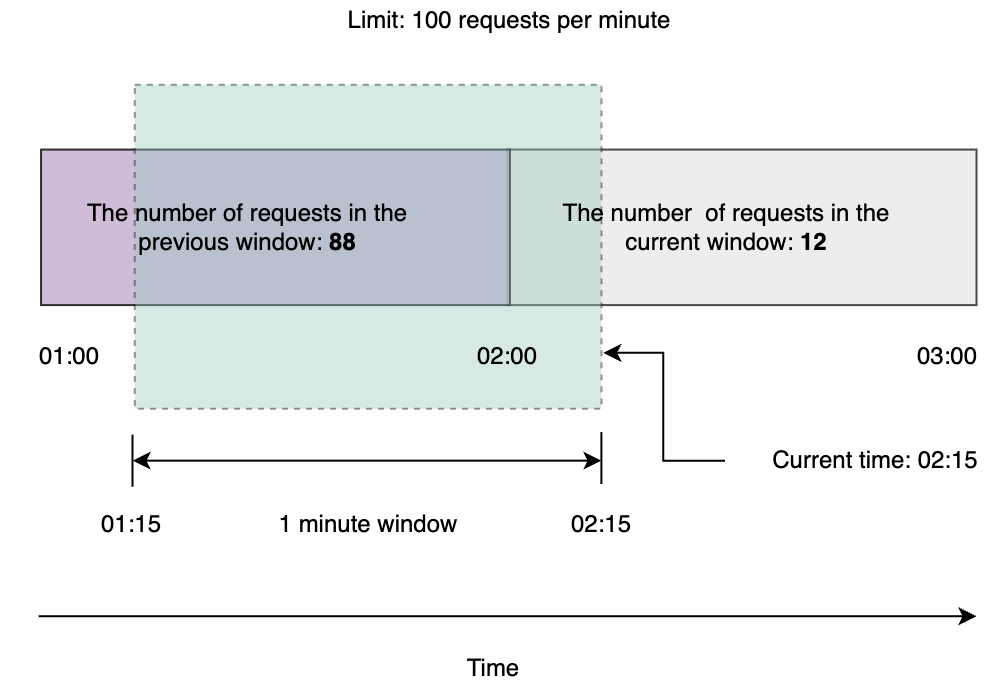 Limit: 100 requests per minute
The number of requests in the
previous window: 88
The number of requests in the
current window: 12
01:00
02:00
03:00
Current time: 02:15
01:15
1 minute window
02:15
Time